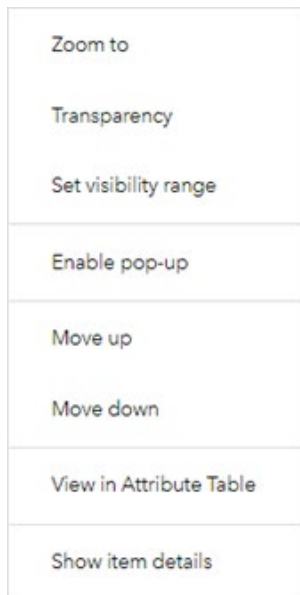 Zoom to
Transparency
Set visibility range
Enable pop-up
Move up
Move down
View in Attribute Table
Show item details